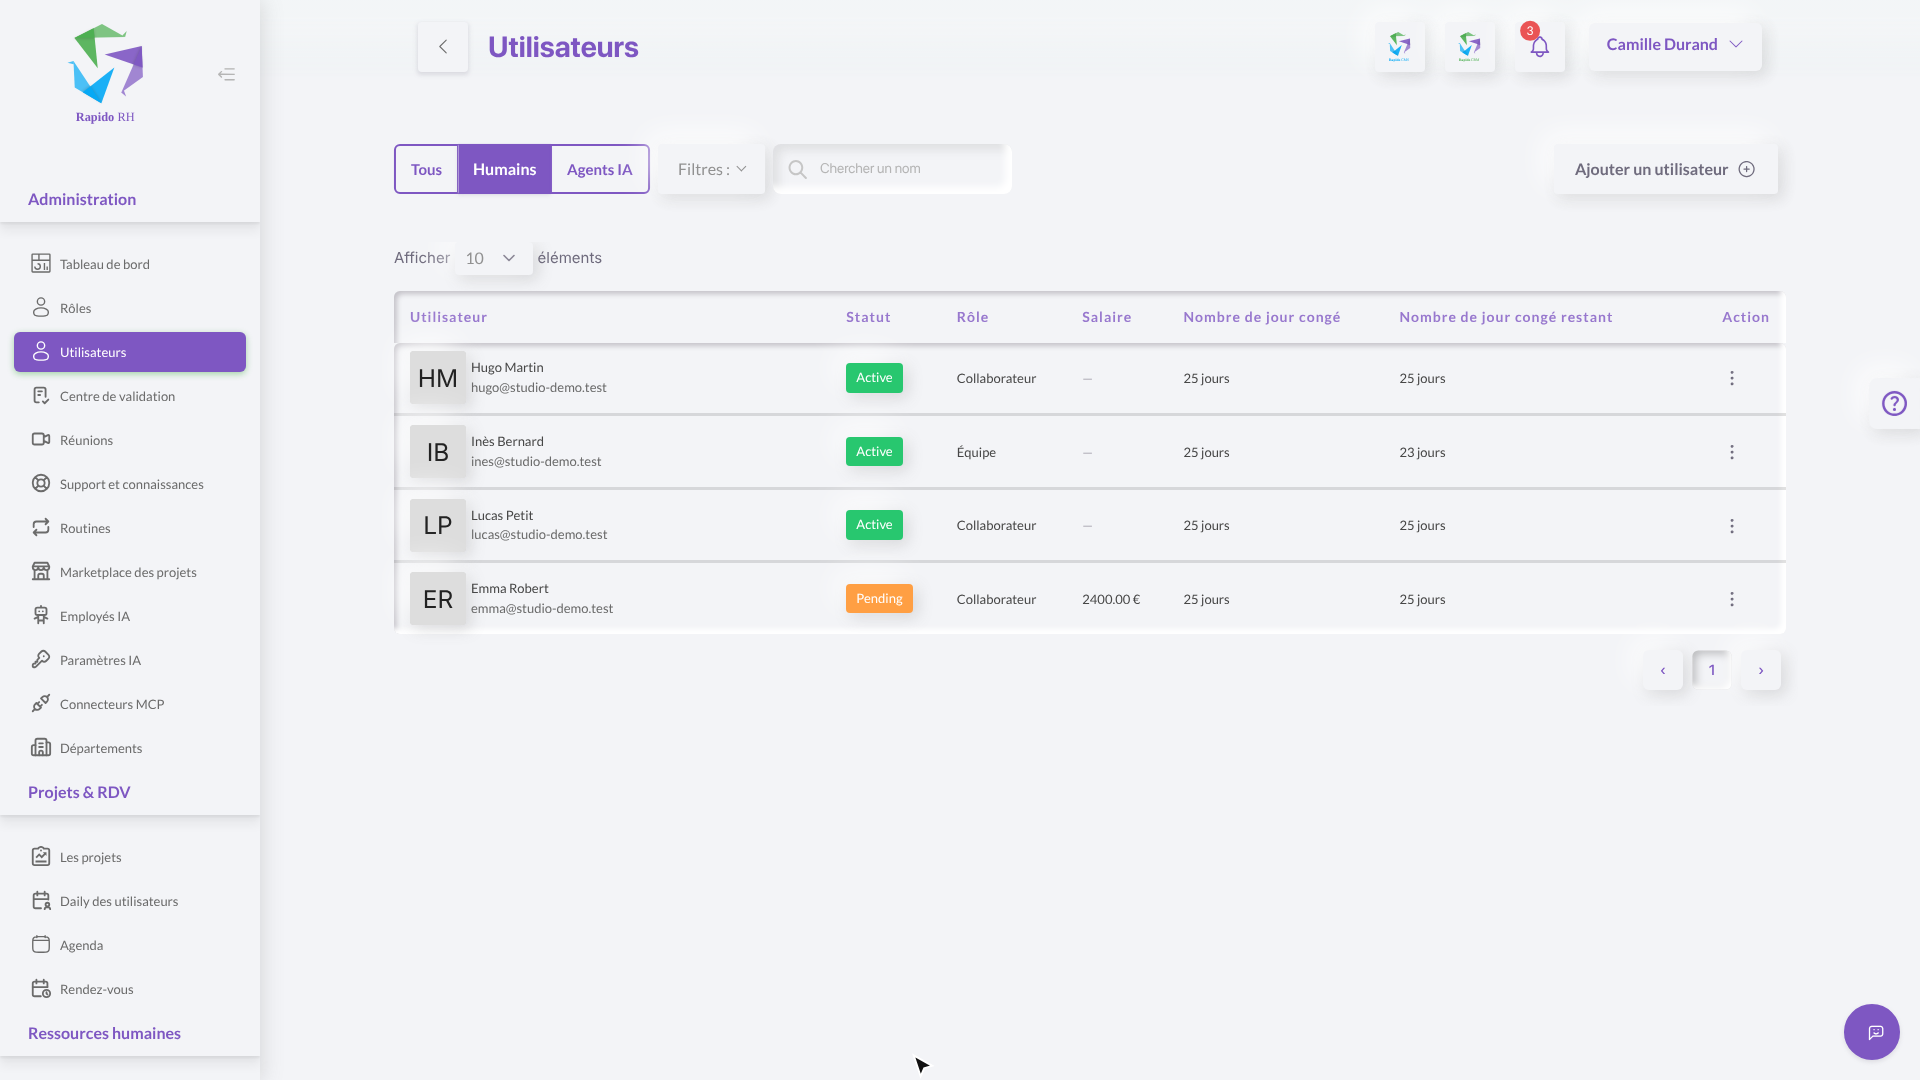 Rapido RH
Administration
Tableau de bord
Rôles
Utilisateurs
Centre de validation
Réunions
Support et connaissances
Routines
Marketplace des projets
Employés IA
Paramètres IA
Connecteurs MCP
Départements
Projets & RDV
Les projets
Daily des utilisateurs
Agenda
Rendez-vous
Ressources humaines
Utilisateurs
3
Camille Durand
Tous Humains Agents IA Filtres : Chercher un nom
Ajouter un utilisateur
Afficher 10 éléments
Utilisateur Statut Rôle Salaire Nombre de jour congé Nombre de jour congé restant Action
HM Hugo Martin
hugo@studio-demo.test
Active Collaborateur — 25 jours 25 jours
IB Inès Bernard
ines@studio-demo.test
Active Équipe — 25 jours 23 jours
LP Lucas Petit
lucas@studio-demo.test
Active Collaborateur — 25 jours 25 jours
ER Emma Robert
emma@studio-demo.test
Pending Collaborateur 2400.00 € 25 jours 25 jours
‹ 1 ›